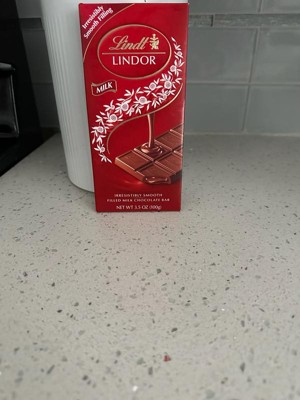 Irresistibly
Smooth Filling
Lindt
LINDOR
MILK
IRRESISTIBLY SMOOTH
FILLED MILK CHOCOLATE BAR
NET WT 3.5 OZ (100g)